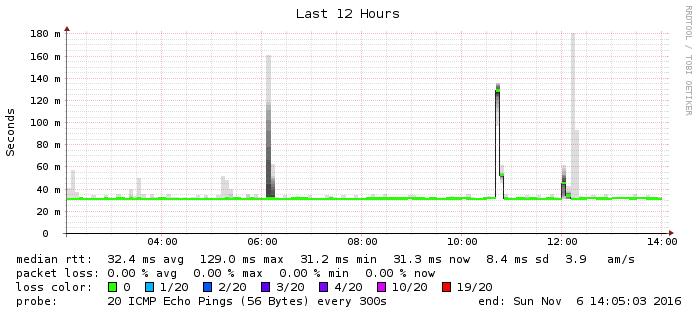 Last 12 Hours
RRDTOOL / TOBI OETIKER
Seconds
180 m
160 m
140 m
120 m
100 m
80 m
60 m
40 m
20 m
0
04:00 06:00 08:00 10:00 12:00 14:00
median rtt: 32.4 ms avg 129.0 ms max 31.2 ms min 31.3 ms now 8.4 ms sd 3.9 am/s
packet loss: 0.00 % avg 0.00 % max 0.00 % min 0.00 % now
loss color: 0 1/20 2/20 3/20 4/20 10/20 19/20
probe: 20 ICMP Echo Pings (56 Bytes) every 300s end: Sun Nov 6 14:05:03 2016